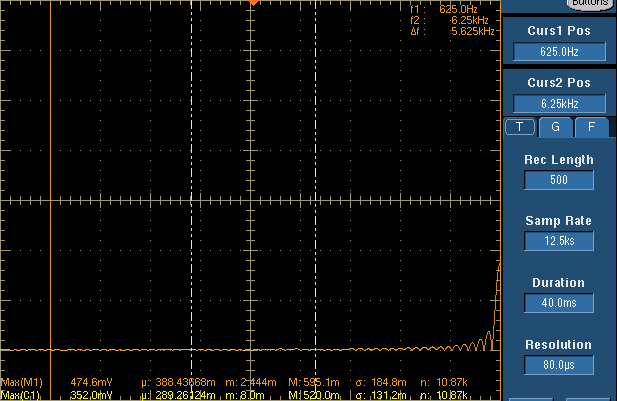 Buttons
f1 : 625.0Hz
f2 : 6.25kHz
Δf : 5.625kHz
Curs1 Pos
625.0Hz
Curs2 Pos
6.25kHz
T G F
Rec Length
500
Samp Rate
12.5ks
Duration
40.0ms
Resolution
80.0µs
Max(M1) 474.6mV µ: 388.43668m m: 2.444m M: 595.1m σ: 184.8m n: 10.87k
Max(C1) 352.0mV µ: 289.26124m m: 8.0m M: 520.0m σ: 131.2m n: 10.87k